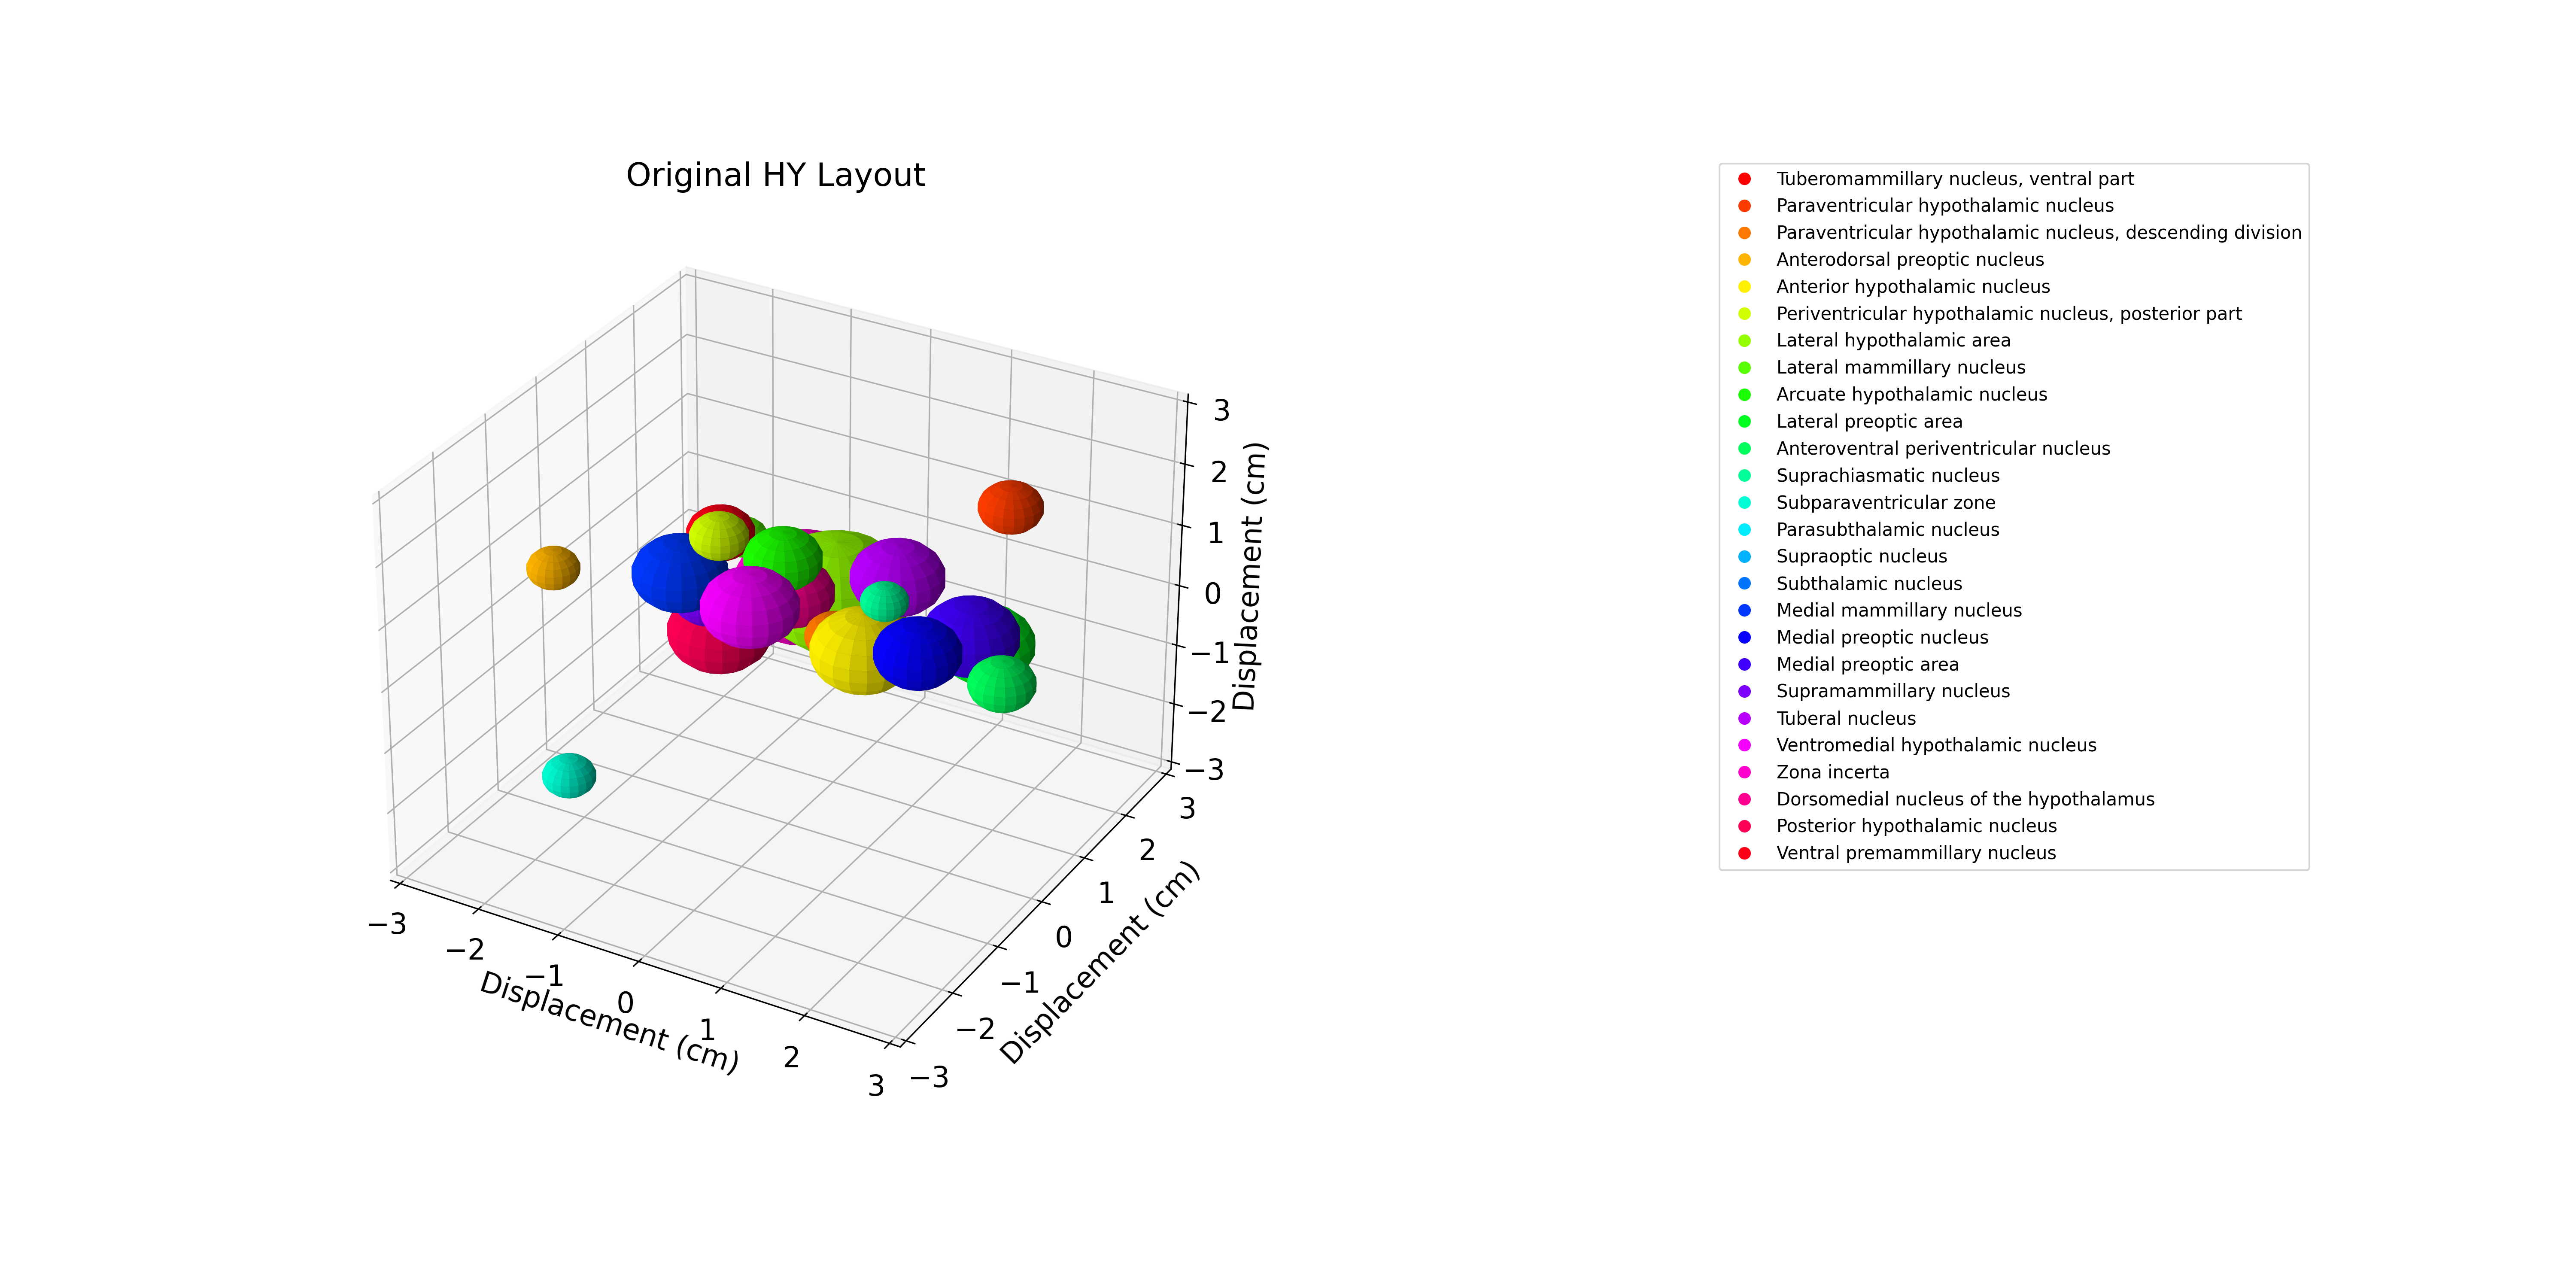 Original HY Layout
Tuberomammillary nucleus, ventral part
Paraventricular hypothalamic nucleus
Paraventricular hypothalamic nucleus, descending division
Anterodorsal preoptic nucleus
Anterior hypothalamic nucleus
Periventricular hypothalamic nucleus, posterior part
Lateral hypothalamic area
Lateral mammillary nucleus
Arcuate hypothalamic nucleus
Lateral preoptic area
Anteroventral periventricular nucleus
Suprachiasmatic nucleus
Subparaventricular zone
Parasubthalamic nucleus
Supraoptic nucleus
Subthalamic nucleus
Medial mammillary nucleus
Medial preoptic nucleus
Medial preoptic area
Supramammillary nucleus
Tuberal nucleus
Ventromedial hypothalamic nucleus
Zona incerta
Dorsomedial nucleus of the hypothalamus
Posterior hypothalamic nucleus
Ventral premammillary nucleus
3
2
1
0
−1
−2
−3
Displacement (cm)
3
2
1
0
−1
−2
−3
Displacement (cm)
−3
−2
−1
0
1
2
3
Displacement (cm)